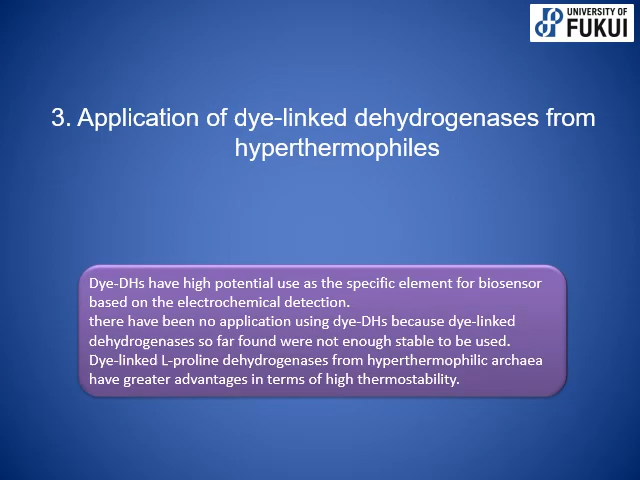 UNIVERSITY OF
FUKUI
3. Application of dye-linked dehydrogenases from
hyperthermophiles
Dye-DHs have high potential use as the specific element for biosensor
based on the electrochemical detection.
there have been no application using dye-DHs because dye-linked
dehydrogenases so far found were not enough stable to be used.
Dye-linked L-proline dehydrogenases from hyperthermophilic archaea
have greater advantages in terms of high thermostability.